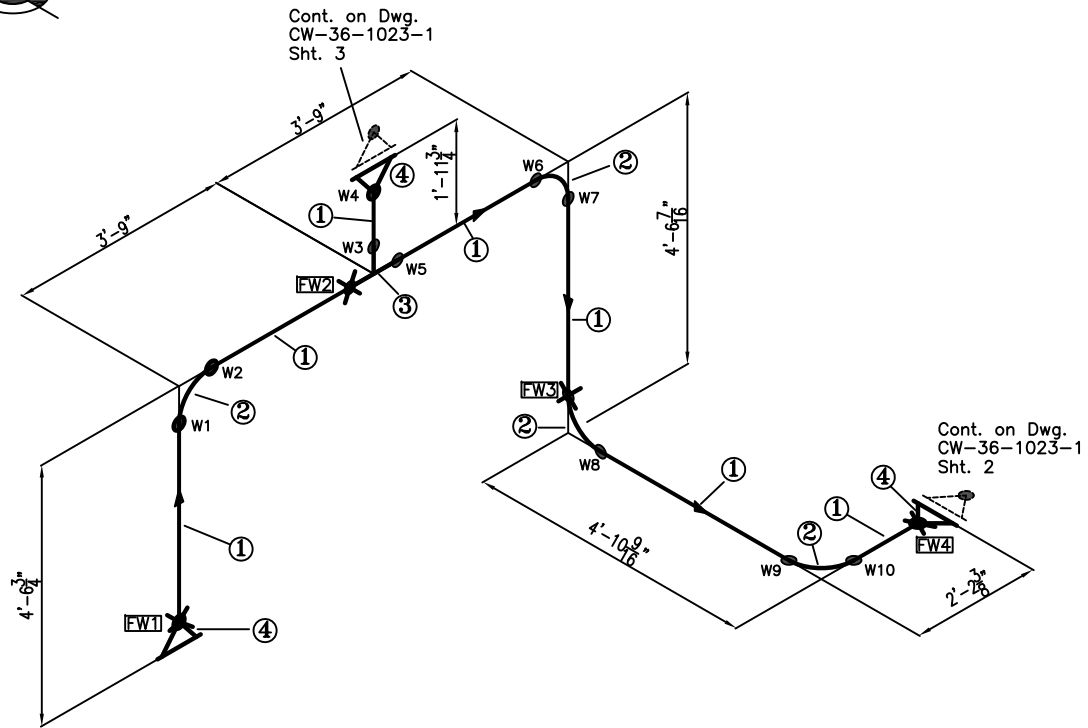 Cont. on Dwg.
CW-36-1023-1
Sht. 3
3'-9"
3'-9"
1'-11 3/4"
4
W4
1
W3
W5
1
W6
2
W7
FW2
3
1
W2
2
W1
1
4'-6 3/4"
FW1
4
4'-6 7/16"
1
FW3
2
W8
1
4'-10 9/16"
2
W9
W10
1
4
FW4
Cont. on Dwg.
CW-36-1023-1
Sht. 2
2'-2 3/8"